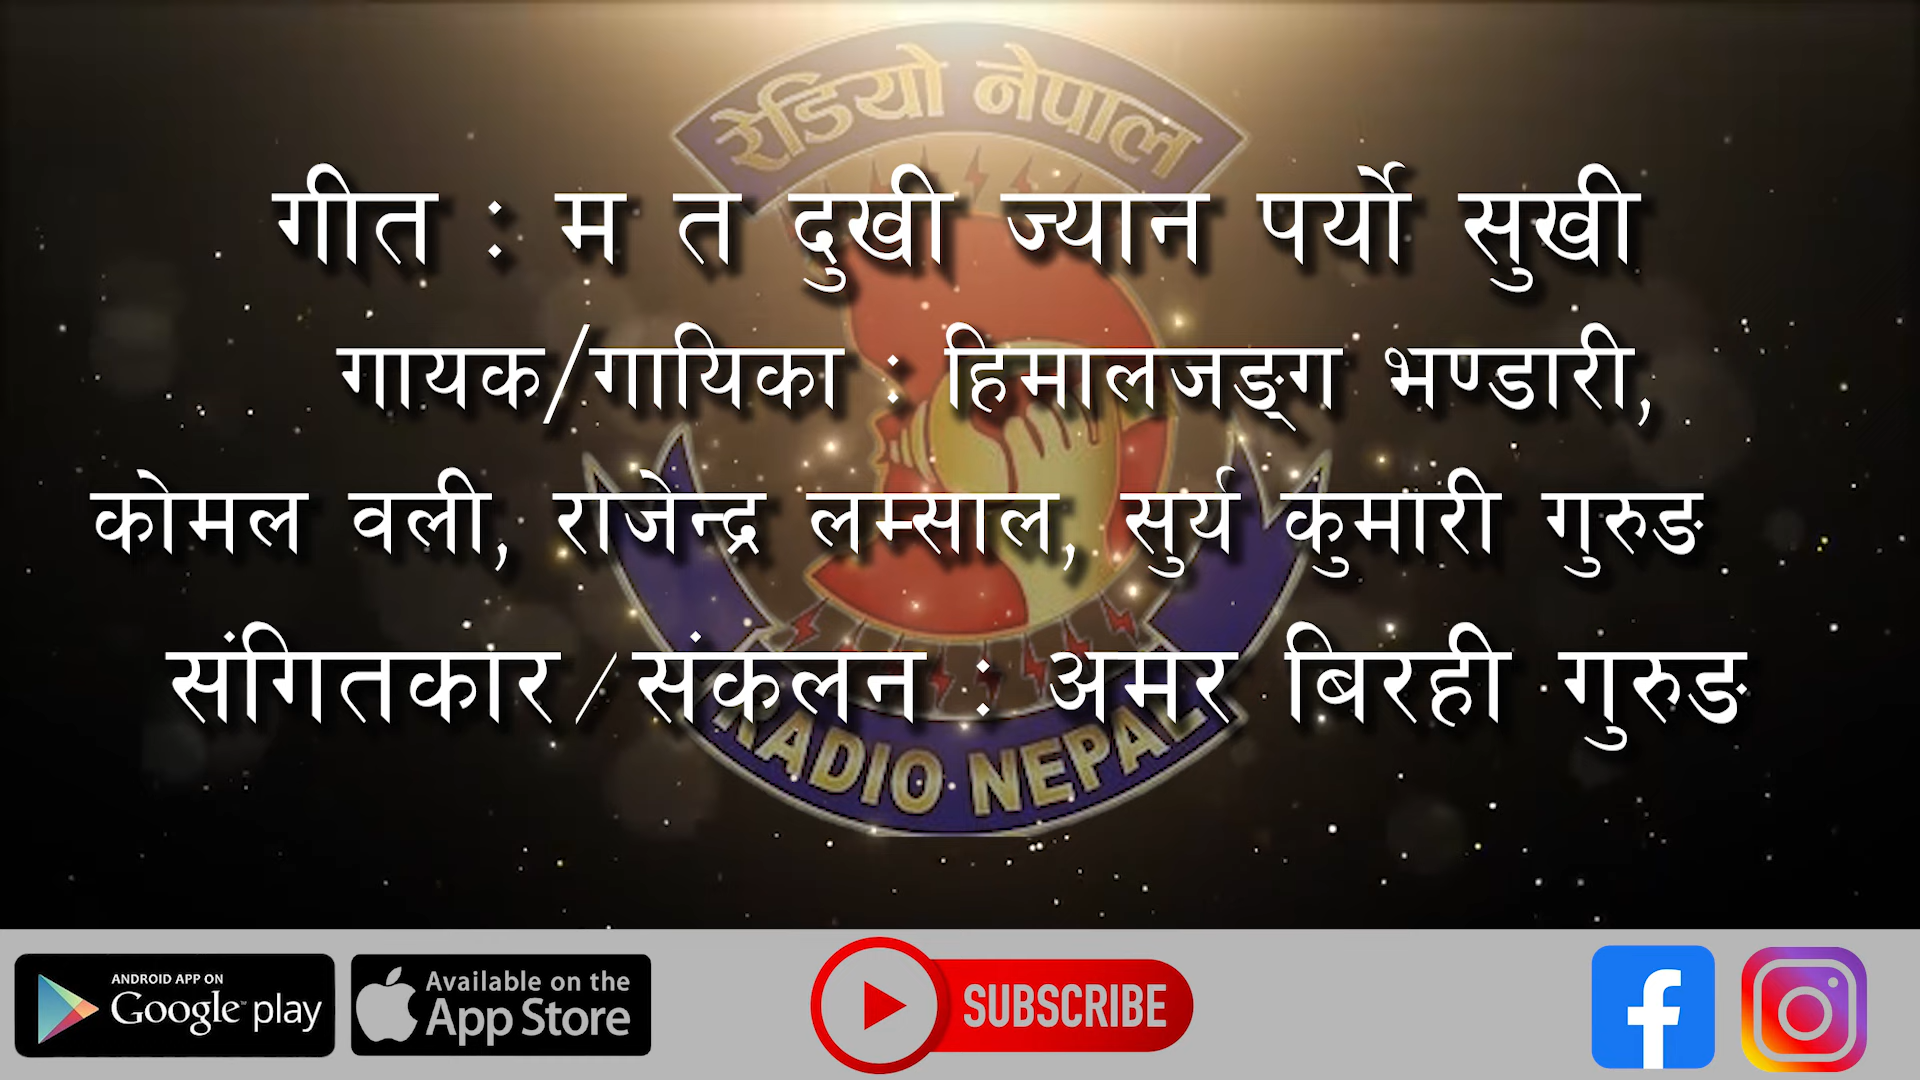 रेडियो नेपाल
गीत : म त दुखी ज्यान पर्यो सुखी
गायक/गायिका : हिमालजङ्ग भण्डारी,
कोमल वली, राजेन्द्र लम्साल, सुर्य कुमारी गुरुङ
संगितकार / संकलन : अमर बिरही गुरुङ
RADIO NEPAL
ANDROID APP ON
Google play
Available on the
App Store
SUBSCRIBE